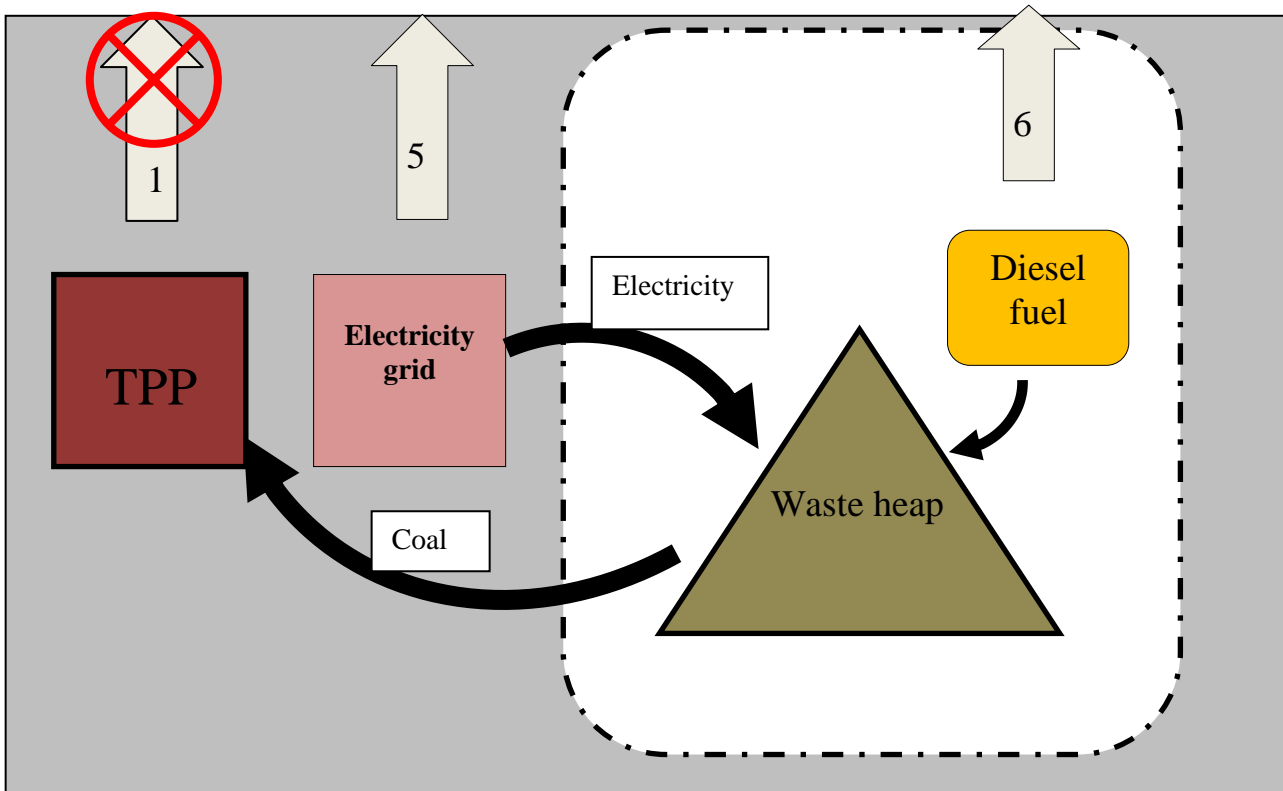 1
5
6
Electricity
Diesel
fuel
Electricity
grid
TPP
Waste heap
Coal